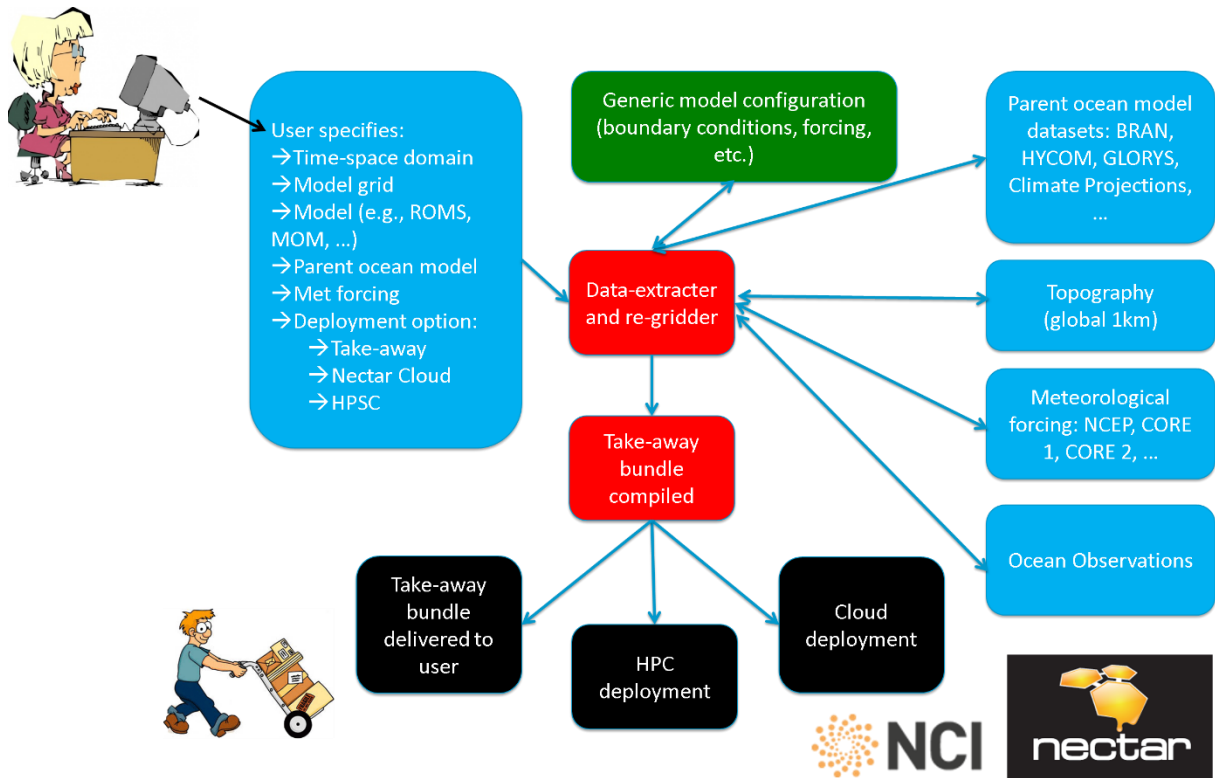 User specifies:
→Time-space domain
→Model grid
→Model (e.g., ROMS,
MOM, ...)
→Parent ocean model
→Met forcing
→Deployment option:
→Take-away
→Nectar Cloud
→HPSC
Generic model configuration
(boundary conditions, forcing,
etc.)
Parent ocean model
datasets: BRAN,
HYCOM, GLORYS,
Climate Projections,
...
Data-extracter
and re-gridder
Topography
(global 1km)
Meteorological
forcing: NCEP, CORE
1, CORE 2, ...
Take-away
bundle
compiled
Ocean Observations
Take-away
bundle
delivered to
user
HPC
deployment
Cloud
deployment
NCI
nectar